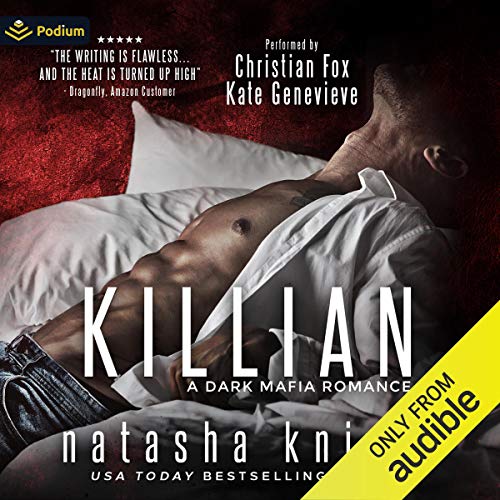 Podium
★★★★★
"THE WRITING IS FLAWLESS...
AND THE HEAT IS TURNED UP HIGH"
- Dragonfly, Amazon Customer
Performed by
Christian Fox
Kate Genevieve
KILLIAN
A DARK MAFIA ROMANCE
natasha kni
USA TODAY BESTSELLING
ONLY FROM
audible